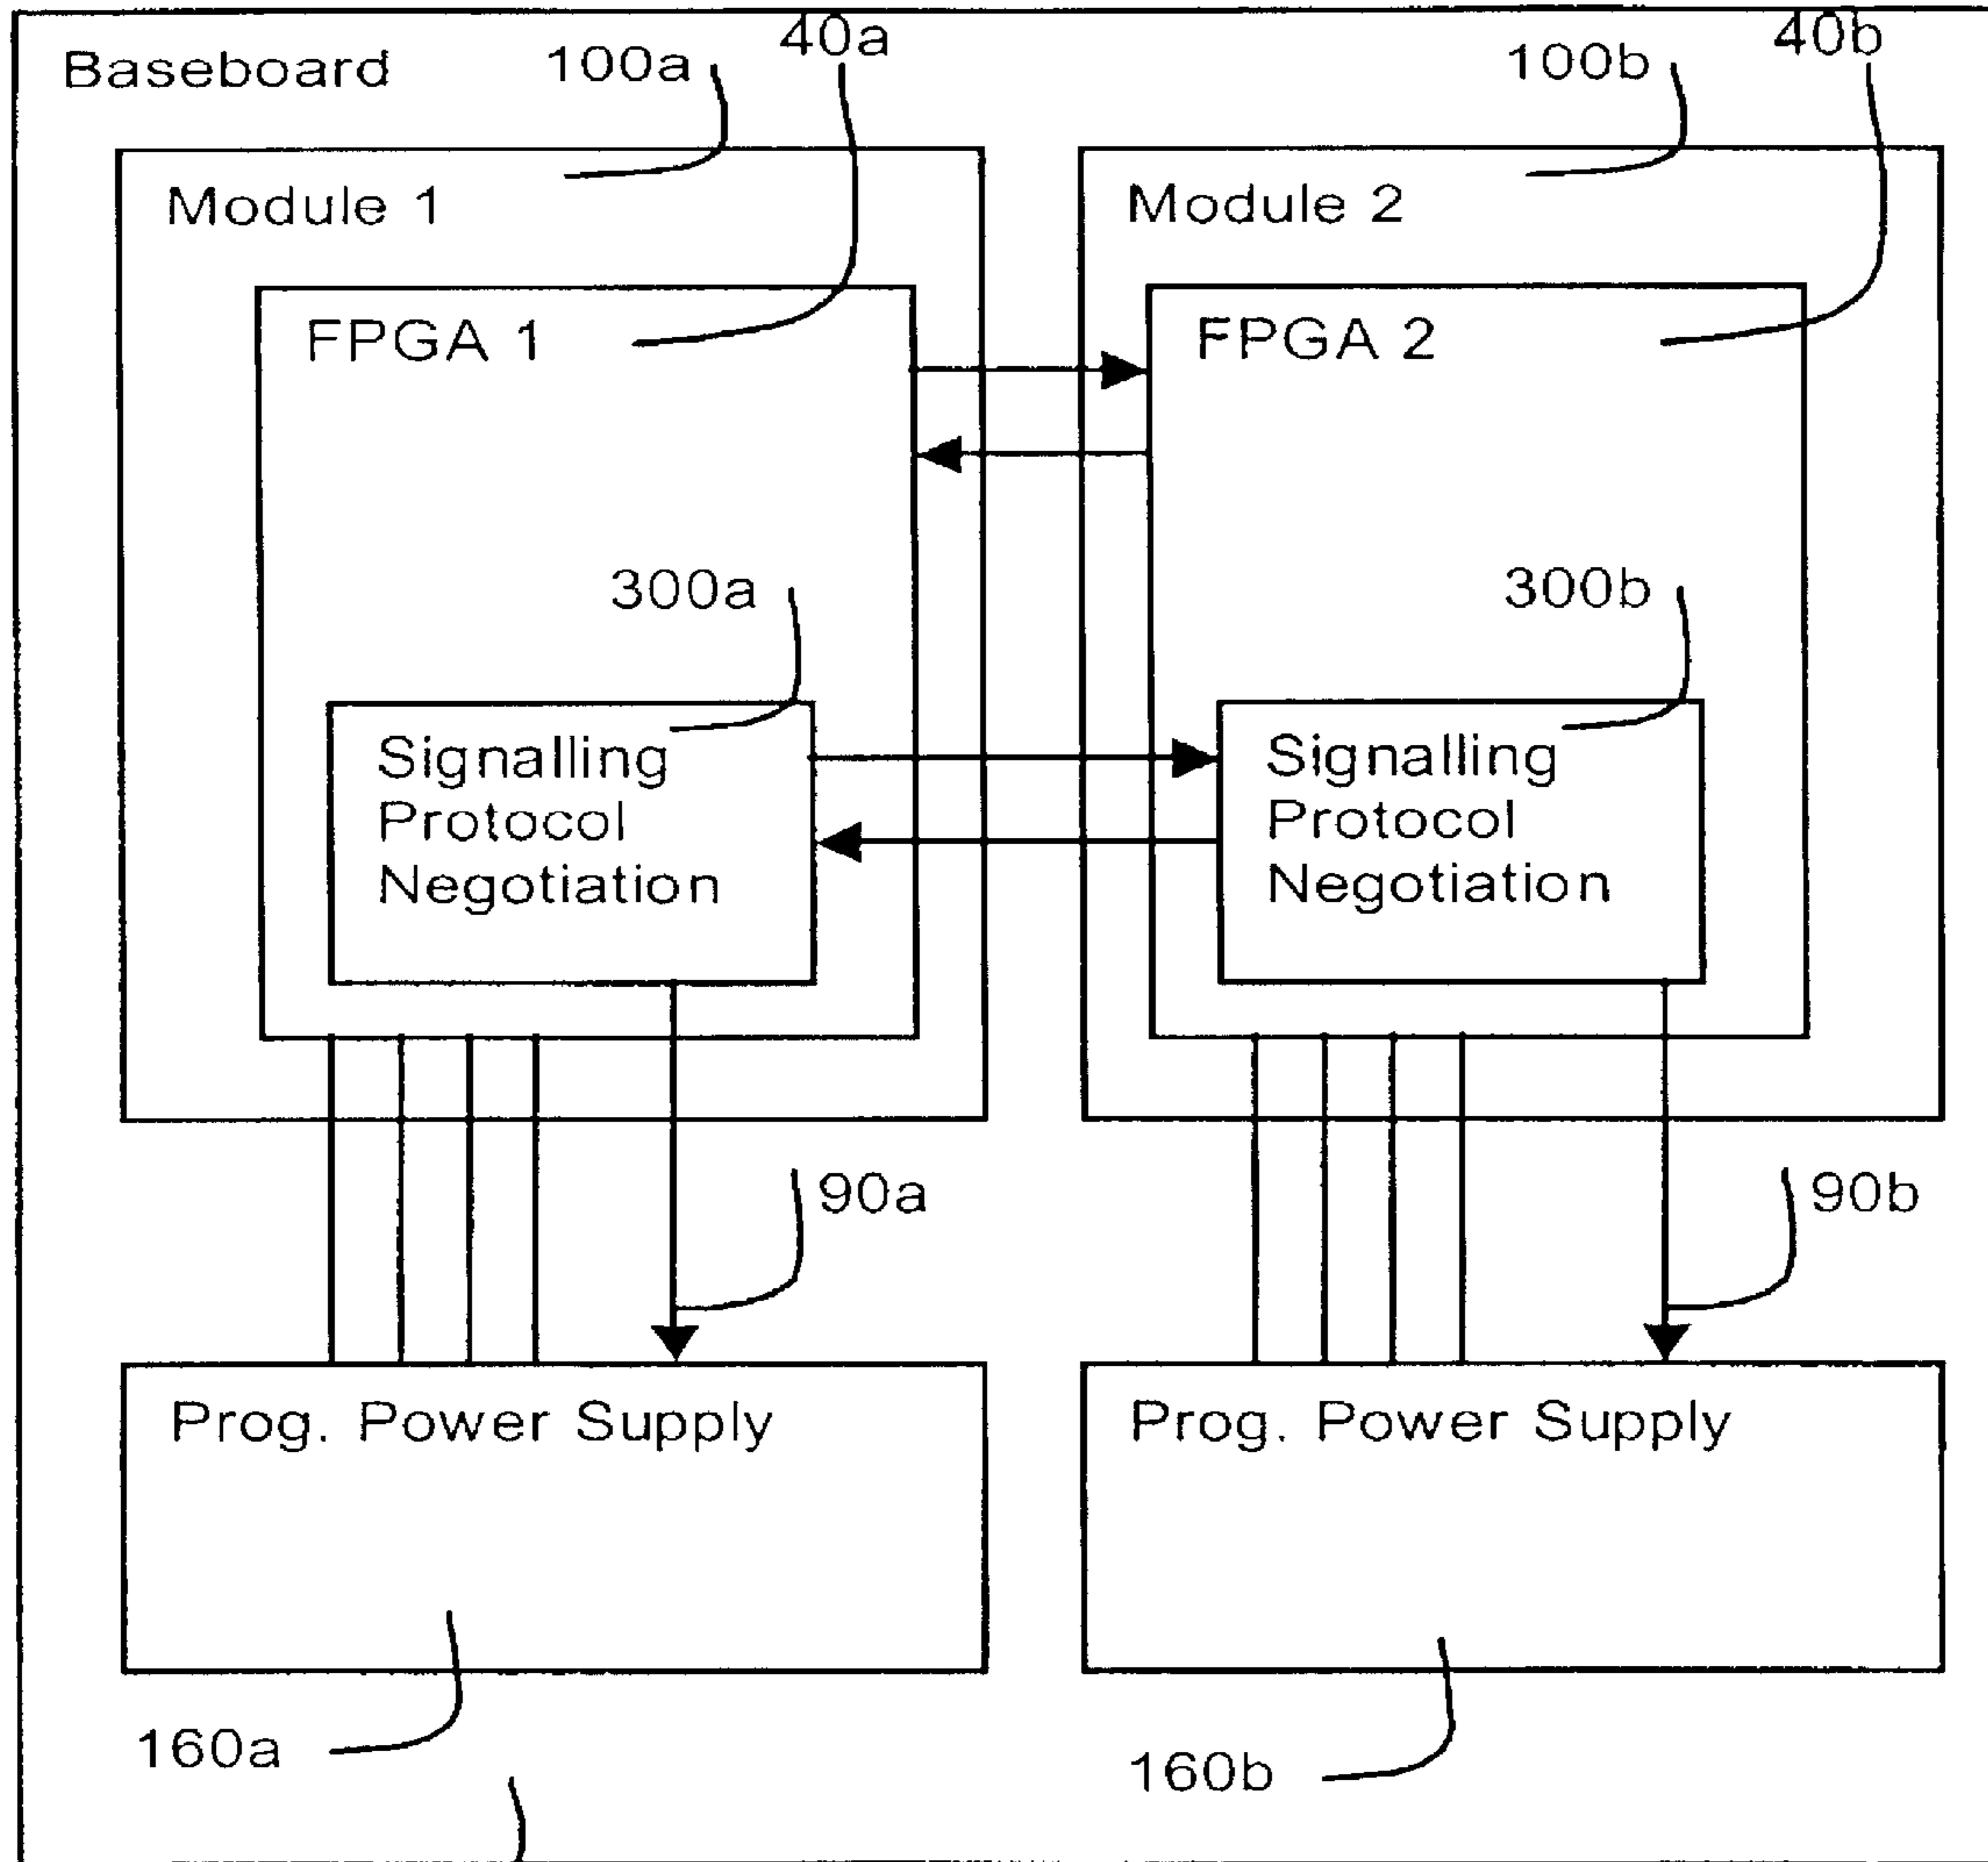 40a
40b
Baseboard
100a
100b
Module 1
Module 2
FPGA 1
FPGA 2
300a
300b
Signalling
Protocol
Negotiation
Signalling
Protocol
Negotiation
90a
90b
Prog. Power Supply
Prog. Power Supply
160a
160b